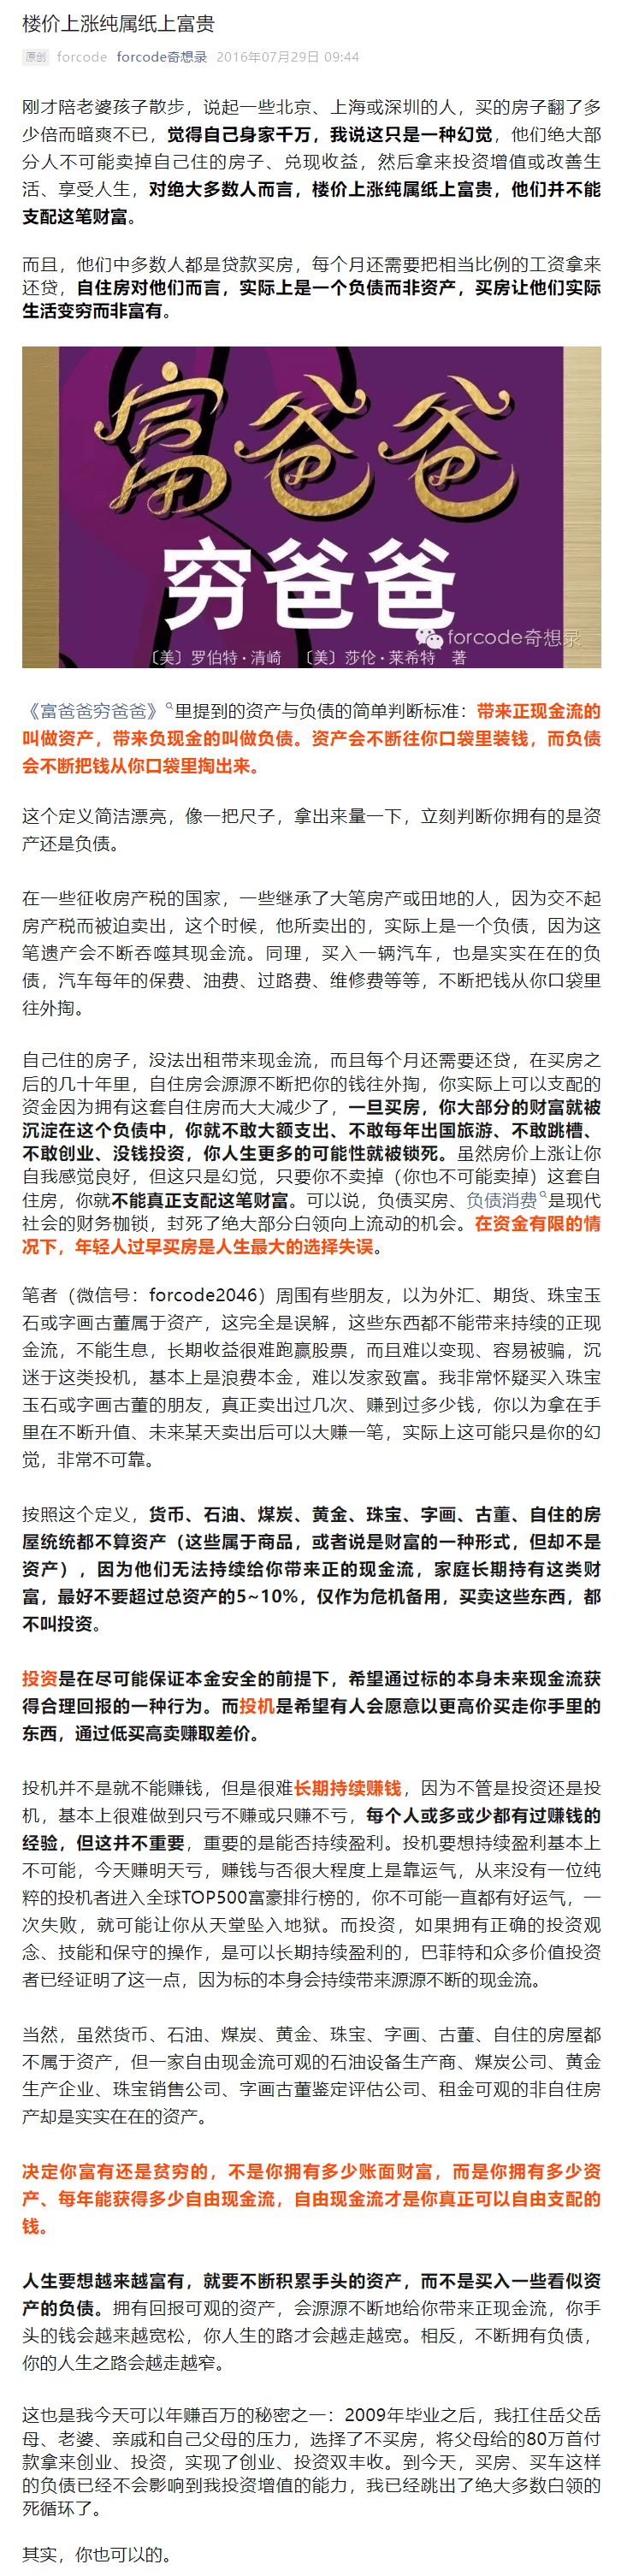 楼价上涨纯属纸上富贵
原创 forcode forcode奇想录 2016年07月29日 09:44
刚才陪老婆孩子散步，说起一些北京、上海或深圳的人，买的房子翻了多
少倍而暗爽不已，觉得自己身家千万，我说这只是一种幻觉，他们绝大部
分人不可能卖掉自己住的房子、兑现收益，然后拿来投资增值或改善生
活、享受人生，对绝大多数人而言，楼价上涨纯属纸上富贵，他们并不能
支配这笔财富。
而且，他们中多数人都是贷款买房，每个月还需要把相当比例的工资拿来
还贷，自住房对他们而言，实际上是一个负债而非资产，买房让他们实际
生活变穷而非富有。
富爸爸
穷爸爸
forcode奇想录
〔美〕罗伯特·清崎 〔美〕莎伦·莱希特 著
《富爸爸穷爸爸》里提到的资产与负债的简单判断标准：带来正现金流的
叫做资产，带来负现金的叫做负债。资产会不断往你口袋里装钱，而负债
会不断把钱从你口袋里掏出来。
这个定义简洁漂亮，像一把尺子，拿出来量一下，立刻判断你拥有的是资
产还是负债。
在一些征收房产税的国家，一些继承了大笔房产或田地的人，因为交不起
房产税而被迫卖出，这个时候，他所卖出的，实际上是一个负债，因为这
笔遗产会不断吞噬其现金流。同理，买入一辆汽车，也是实实在在的负
债，汽车每年的保费、油费、过路费、维修费等等，不断把钱从你口袋里
往外掏。
自己住的房子，没法出租带来现金流，而且每个月还需要还贷，在买房之
后的几十年里，自住房会源源不断把你的钱往外掏，你实际上可以支配的
资金因为拥有这套自住房而大大减少了，一旦买房，你大部分的财富就被
沉淀在这个负债中，你就不敢大额支出、不敢每年出国旅游、不敢跳槽、
不敢创业、没钱投资，你人生更多的可能性就被锁死。虽然房价上涨让你
自我感觉良好，但这只是幻觉，只要你不卖掉（你也不可能卖掉）这套自
住房，你就不能真正支配这笔财富。可以说，负债买房、负债消费是现代
社会的财务枷锁，封死了绝大部分白领向上流动的机会。在资金有限的情
况下，年轻人过早买房是人生最大的选择失误。
笔者（微信号：forcode2046）周围有些朋友，以为外汇、期货、珠宝玉
石或字画古董属于资产，这完全是误解，这些东西都不能带来持续的正现
金流，不能生息，长期收益很难跑赢股票，而且难以变现、容易被骗，沉
迷于这类投机，基本上是浪费本金，难以发家致富。我非常怀疑买入珠宝
玉石或字画古董的朋友，真正卖出过几次、赚到过多少钱，你以为拿在手
里在不断升值、未来某天卖出后可以大赚一笔，实际上这可能只是你的幻
觉，非常不可靠。
按照这个定义，货币、石油、煤炭、黄金、珠宝、字画、古董、自住的房
屋统统都不算资产（这些属于商品，或者说是财富的一种形式，但却不是
资产），因为他们无法持续给你带来正的现金流，家庭长期持有这类财
富，最好不要超过总资产的5~10%，仅作为危机备用，买卖这些东西，都
不叫投资。
投资是在尽可能保证本金安全的前提下，希望通过标的本身未来现金流获
得合理回报的一种行为。而投机是希望有人会愿意以更高价买走你手里的
东西，通过低买高卖赚取差价。
投机并不是就不能赚钱，但是很难长期持续赚钱，因为不管是投资还是投
机，基本上很难做到只亏不赚或只赚不亏，每个人或多或少都有过赚钱的
经验，但这并不重要，重要的是能否持续盈利。投机要想持续盈利基本上
不可能，今天赚明天亏，赚钱与否很大程度上是靠运气，从来没有一位纯
粹的投机者进入全球TOP500富豪排行榜的，你不可能一直都有好运气，一
次失败，就可能让你从天堂坠入地狱。而投资，如果拥有正确的投资观
念、技能和保守的操作，是可以长期持续盈利的，巴菲特和众多价值投资
者已经证明了这一点，因为标的本身会持续带来源源不断的现金流。
当然，虽然货币、石油、煤炭、黄金、珠宝、字画、古董、自住的房屋都
不属于资产，但一家自由现金流可观的石油设备生产商、煤炭公司、黄金
生产企业、珠宝销售公司、字画古董鉴定评估公司、租金可观的非自住房
产却是实实在在的资产。
决定你富有还是贫穷的，不是你拥有多少账面财富，而是你拥有多少资
产、每年能获得多少自由现金流，自由现金流才是你真正可以自由支配的
钱。
人生要想越来越富有，就要不断积累手头的资产，而不是买入一些看似资
产的负债。拥有回报可观的资产，会源源不断地给你带来正现金流，你手
头的钱会越来越宽松，你人生的路才会越走越宽。相反，不断拥有负债，
你的人生之路会越走越窄。
这也是我今天可以年赚百万的秘密之一：2009年毕业之后，我扛住岳父岳
母、老婆、亲戚和自己父母的压力，选择了不买房，将父母给的80万首付
款拿来创业、投资，实现了创业、投资双丰收。到今天，买房、买车这样
的负债已经不会影响到我投资增值的能力，我已经跳出了绝大多数白领的
死循环了。
其实，你也可以的。